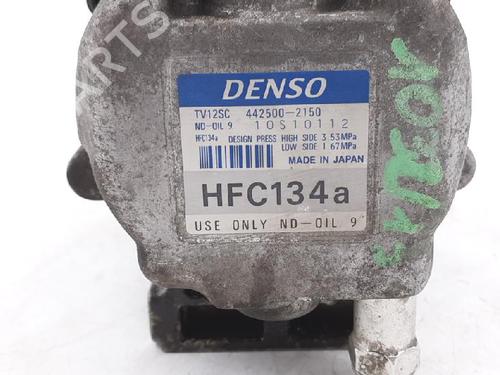 DENSO
TV12SC 442500-2150
ND-OIL 9 10S10112
HFC134a DESIGN PRESS HIGH SIDE 3.53MPa
LOW SIDE 1.67MPa
MADE IN JAPAN
HFC134a
USE ONLY ND-OIL 9
PARTS